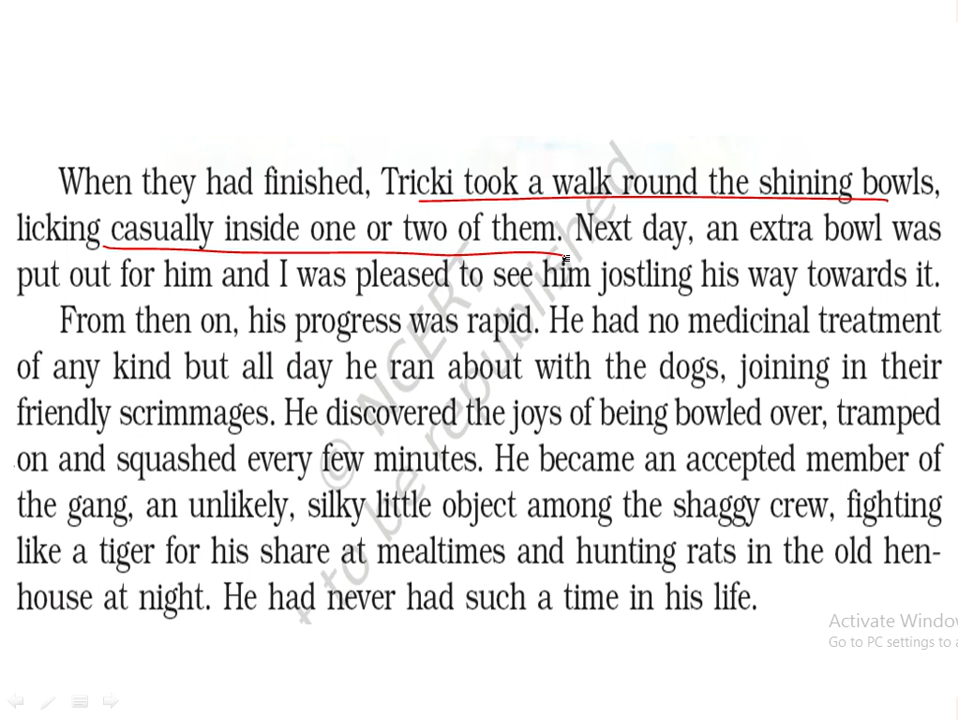 When they had finished, Tricki took a walk round the shining bowls,
licking casually inside one or two of them. Next day, an extra bowl was
put out for him and I was pleased to see him jostling his way towards it.
From then on, his progress was rapid. He had no medicinal treatment
of any kind but all day he ran about with the dogs, joining in their
friendly scrimmages. He discovered the joys of being bowled over, tramped
on and squashed every few minutes. He became an accepted member of
the gang, an unlikely, silky little object among the shaggy crew, fighting
like a tiger for his share at mealtimes and hunting rats in the old hen-
house at night. He had never had such a time in his life.
© NCERT
to be republished
Activate Window
Go to PC settings to a